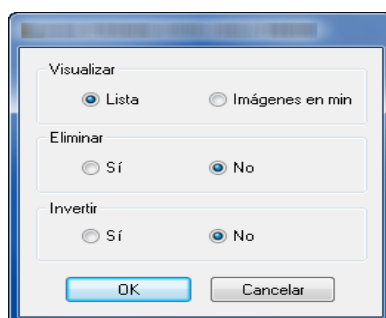 Visualizar
Lista Imágenes en min
Eliminar
Sí No
Invertir
Sí No
OK Cancelar